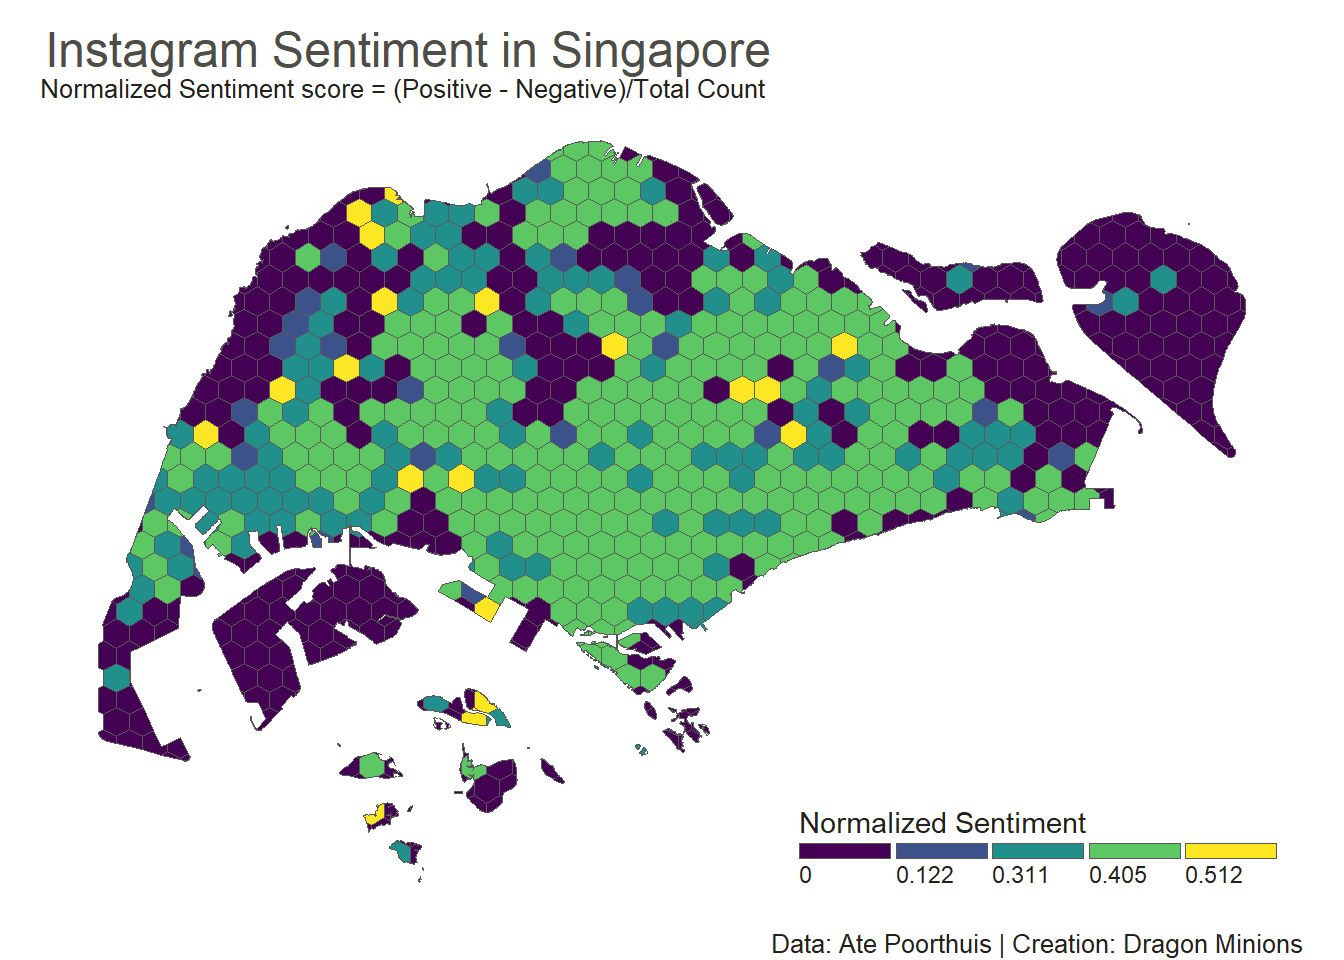 Instagram Sentiment in Singapore
Normalized Sentiment score = (Positive - Negative)/Total Count
Normalized Sentiment
0 0.122 0.311 0.405 0.512
Data: Ate Poorthuis | Creation: Dragon Minions